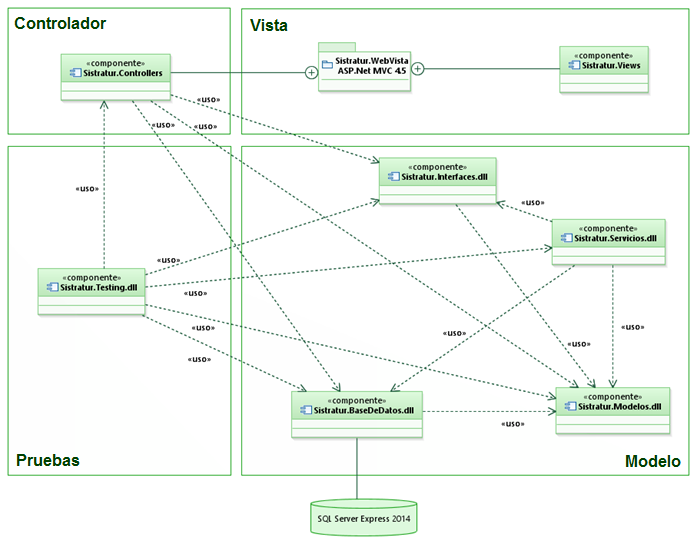 Controlador
Vista
«componente»
Sistratur.Controllers
Sistratur.WebVista
ASP.Net MVC 4.5
«componente»
Sistratur.Views
«uso»
«uso»
«uso»
«uso»
«componente»
Sistratur.Interfaces.dll
«uso»
«uso»
«componente»
Sistratur.Servicios.dll
«componente»
Sistratur.Testing.dll
«uso»
«uso»
«uso»
«uso»
«uso»
«uso»
«componente»
Sistratur.BaseDeDatos.dll
«uso»
«componente»
Sistratur.Modelos.dll
Pruebas
Modelo
SQL Server Express 2014